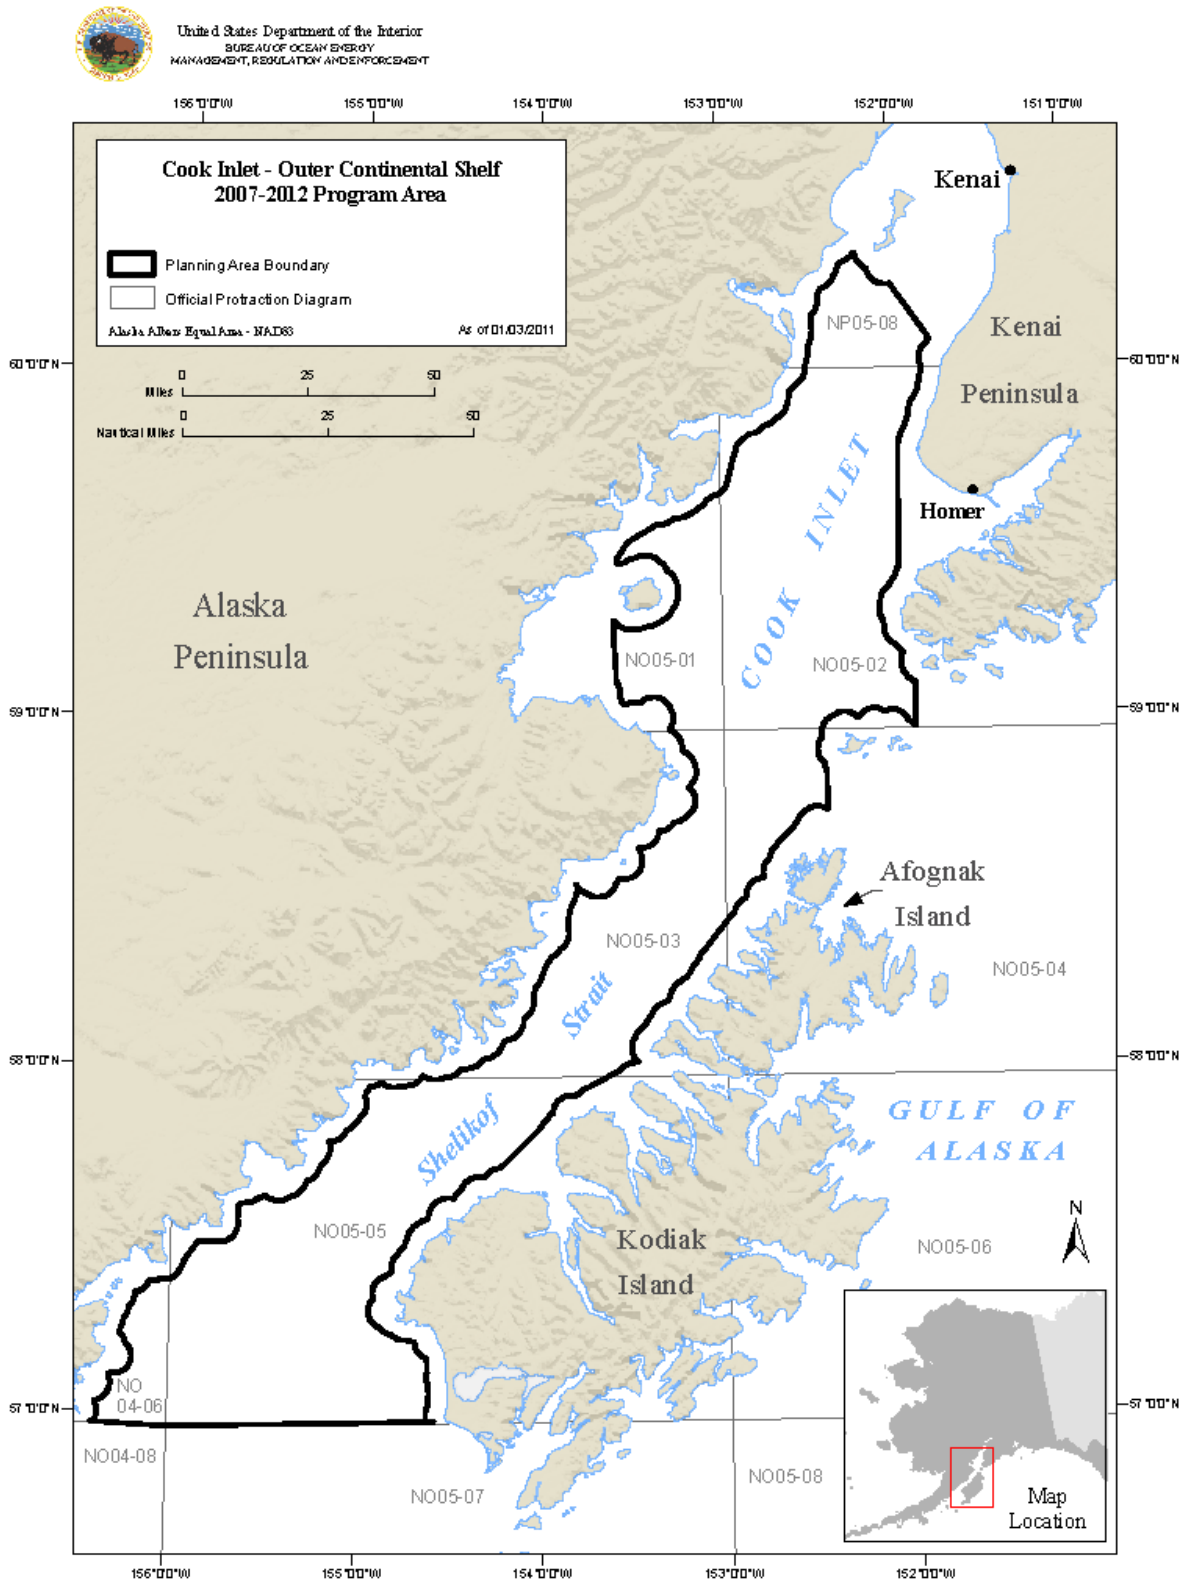 United States Department of the Interior
BUREAU OF OCEAN ENERGY
MANAGEMENT, REGULATION AND ENFORCEMENT
156°0'0"W 155°0'0"W 154°0'0"W 153°0'0"W 152°0'0"W 151°0'0"W
Cook Inlet - Outer Continental Shelf
2007-2012 Program Area
Planning Area Boundary
Official Protraction Diagram
Alaska Albers Equal Area - NAD83 As of 01/03/2011
0 25 50
Miles
0 25 50
Nautical Miles
Kenai
NP05-08
Kenai
Peninsula
60°0'0"N 60°0'0"N
COOK INLET
Homer
Alaska
Peninsula
NO05-01
NO05-02
59°0'0"N 59°0'0"N
Afognak
Island
NO05-03
NO05-04
Shelikof Strait
58°0'0"N 58°0'0"N
GULF OF
ALASKA
NO05-05
Kodiak
Island
NO05-06
N
NO
04-06
57°0'0"N 57°0'0"N
NO04-08
NO05-07
NO05-08
Map
Location
156°0'0"W 155°0'0"W 154°0'0"W 153°0'0"W 152°0'0"W